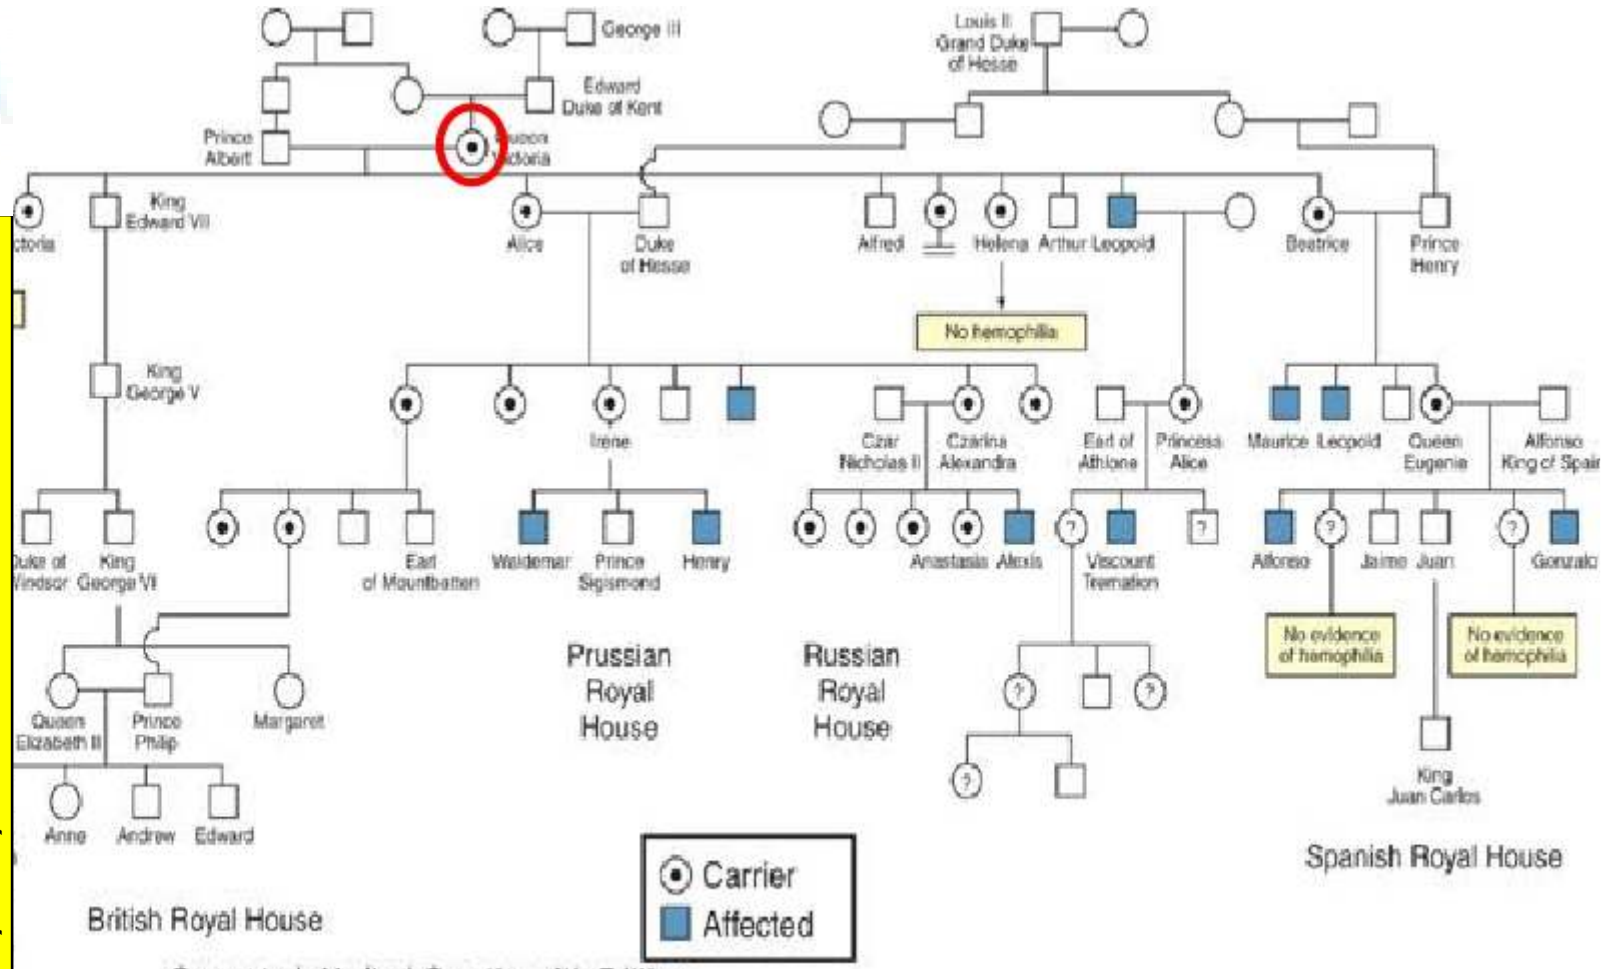 George III
Louis II
Grand Duke
of Hesse
Edward
Duke of Kent
Prince
Albert
Queen
Victoria
King
Edward VII
ctoria
Alice
Duke
of Hesse
Alfred
Helena
Arthur
Leopold
Beatrice
Prince
Henry
No hemophilia
King
George V
Irene
Czar
Nicholas II
Czarina
Alexandra
Earl of
Athlone
Princess
Alice
Maurice
Leopold
Queen
Eugenie
Alfonso
King of Spain
Duke of
Windsor
King
George VI
Earl
of Mountbatten
Waldemar
Prince
Sigismond
Henry
Anastasia
Alexis
?
Viscount
Tremation
?
Alfonso
?
Jaime
Juan
?
Gonzalo
No evidence
of hemophilia
No evidence
of hemophilia
Prussian
Royal
House
Russian
Royal
House
?
?
Queen
Elizabeth II
Prince
Philip
Margaret
?
King
Juan Carlos
Anne
Andrew
Edward
Carrier
Affected
Spanish Royal House
British Royal House